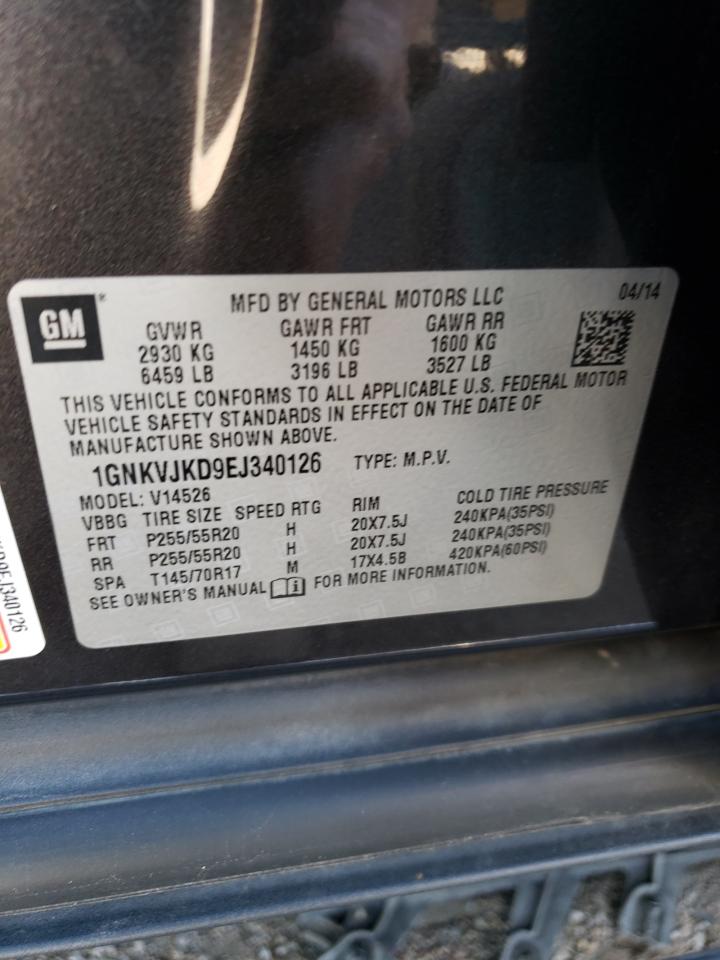 GM
MFD BY GENERAL MOTORS LLC 04/14
GVWR GAWR FRT GAWR RR
2930 KG 1450 KG 1600 KG
6459 LB 3196 LB 3527 LB
THIS VEHICLE CONFORMS TO ALL APPLICABLE U.S. FEDERAL MOTOR
VEHICLE SAFETY STANDARDS IN EFFECT ON THE DATE OF
MANUFACTURE SHOWN ABOVE.
1GNKVJKD9EJ340126 TYPE: M.P.V.
MODEL: V14526
VBBG TIRE SIZE SPEED RTG RIM COLD TIRE PRESSURE
FRT P255/55R20 H 20X7.5J 240KPA(35PSI)
RR P255/55R20 H 20X7.5J 240KPA(35PSI)
SPA T145/70R17 M 17X4.5B 420KPA(60PSI)
SEE OWNER'S MANUAL FOR MORE INFORMATION.
D9EJ340126